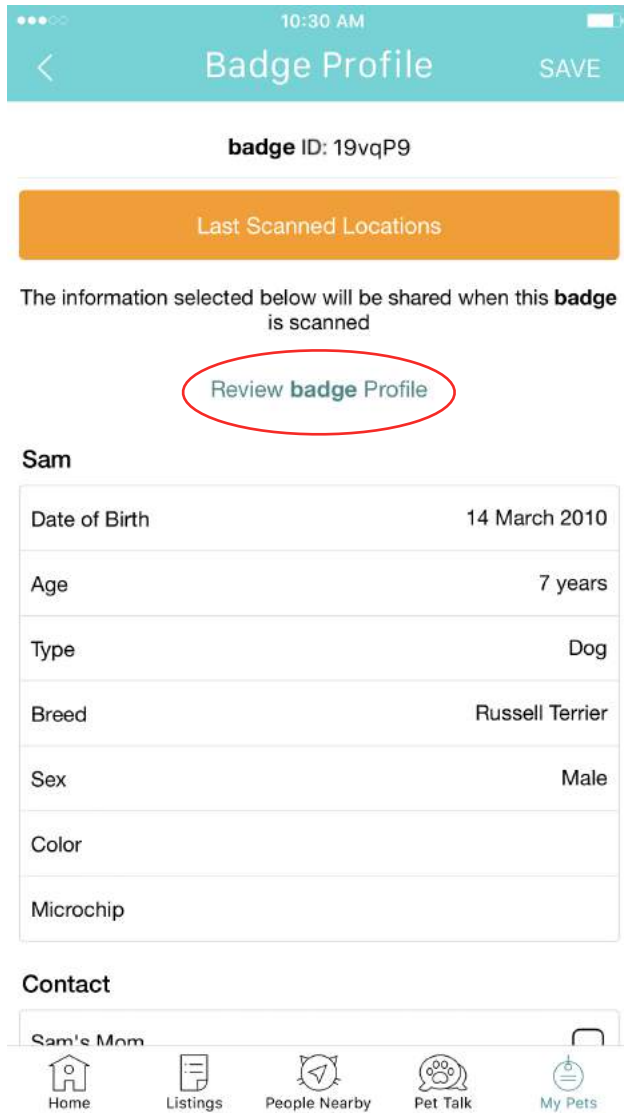 10:30 AM
Badge Profile SAVE
badge ID: 19vqP9
Last Scanned Locations
The information selected below will be shared when this badge
is scanned
Review badge Profile
Sam
Date of Birth 14 March 2010
Age 7 years
Type Dog
Breed Russell Terrier
Sex Male
Color
Microchip
Contact
Sam's Mom
Home Listings People Nearby Pet Talk My Pets